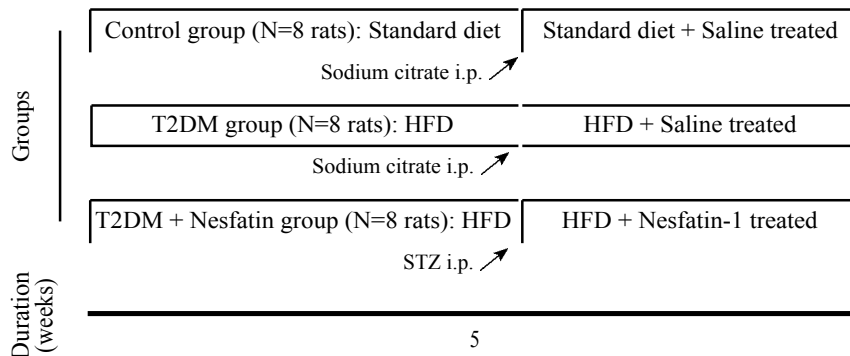 Control group (N=8 rats): Standard diet
Standard diet + Saline treated
Sodium citrate i.p.
T2DM group (N=8 rats): HFD
HFD + Saline treated
Sodium citrate i.p.
T2DM + Nesfatin group (N=8 rats): HFD
HFD + Nesfatin-1 treated
STZ i.p.
Groups
Duration
(weeks)
5